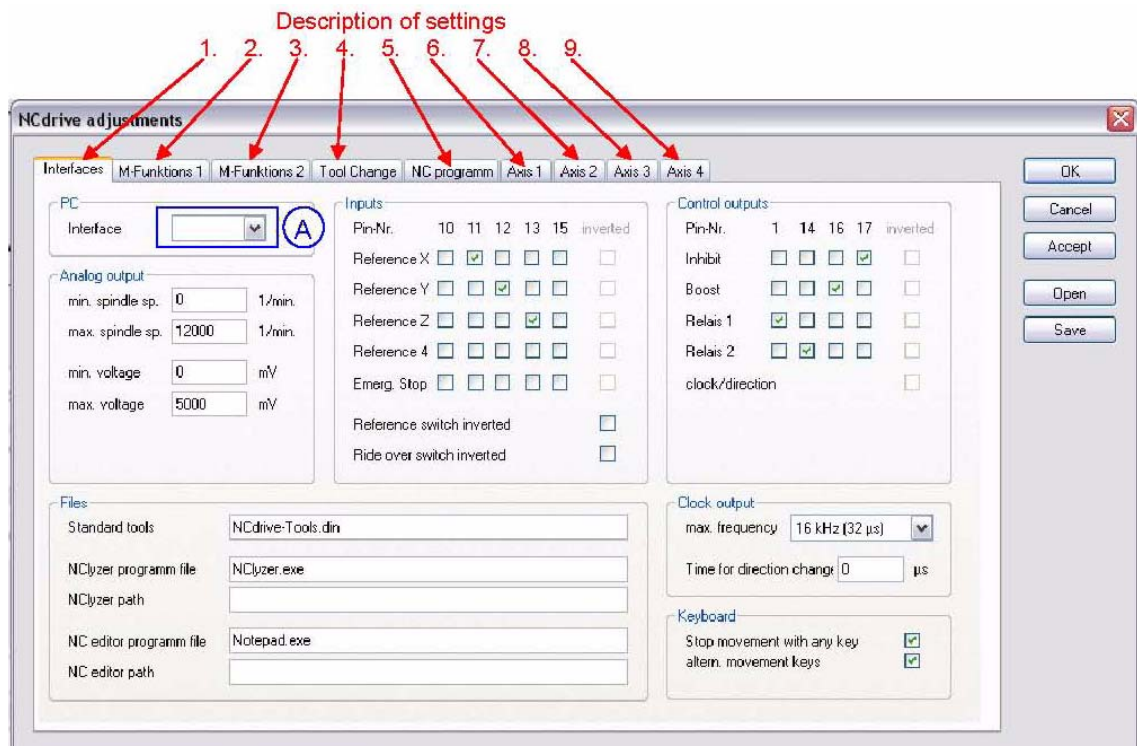 Description of settings
1. 2. 3. 4. 5. 6. 7. 8. 9.
NCdrive adjustments
Interfaces M-Funktions 1 M-Funktions 2 Tool Change NC programm Axis 1 Axis 2 Axis 3 Axis 4
PC
Interface
A
Analog output
min. spindle sp. 0 1/min.
max. spindle sp. 12000 1/min.
min. voltage 0 mV
max. voltage 5000 mV
Inputs
Pin-Nr. 10 11 12 13 15 inverted
Reference X
Reference Y
Reference Z
Reference 4
Emerg. Stop
Reference switch inverted
Ride over switch inverted
Control outputs
Pin-Nr. 1 14 16 17 inverted
Inhibit
Boost
Relais 1
Relais 2
clock/direction
OK
Cancel
Accept
Open
Save
Files
Standard tools NCdrive-Tools.din
NClyzer programm file NClyzer.exe
NClyzer path
NC editor programm file Notepad.exe
NC editor path
Clock output
max. frequency 16 kHz (32 µs)
Time for direction change 0 µs
Keyboard
Stop movement with any key
altern. movement keys